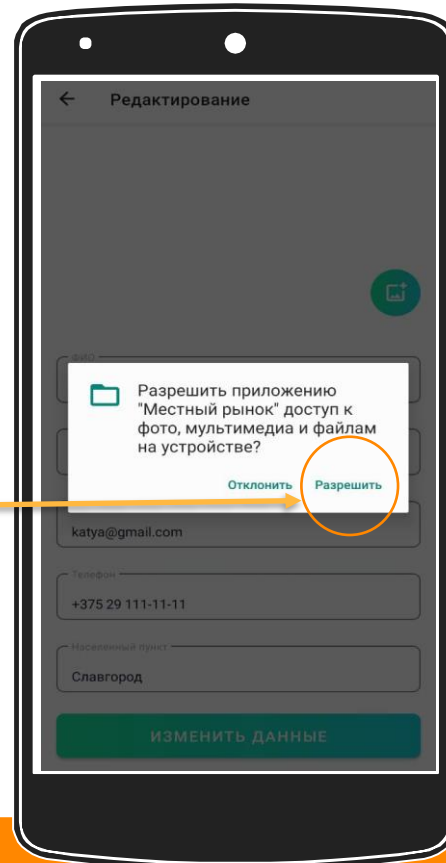 Редактирование
ФИО
Разрешить приложению
"Местный рынок" доступ к
фото, мультимедиа и файлам
на устройстве?
Отклонить Разрешить
katya@gmail.com
Телефон
+375 29 111-11-11
Населенный пункт
Славгород
ИЗМЕНИТЬ ДАННЫЕ